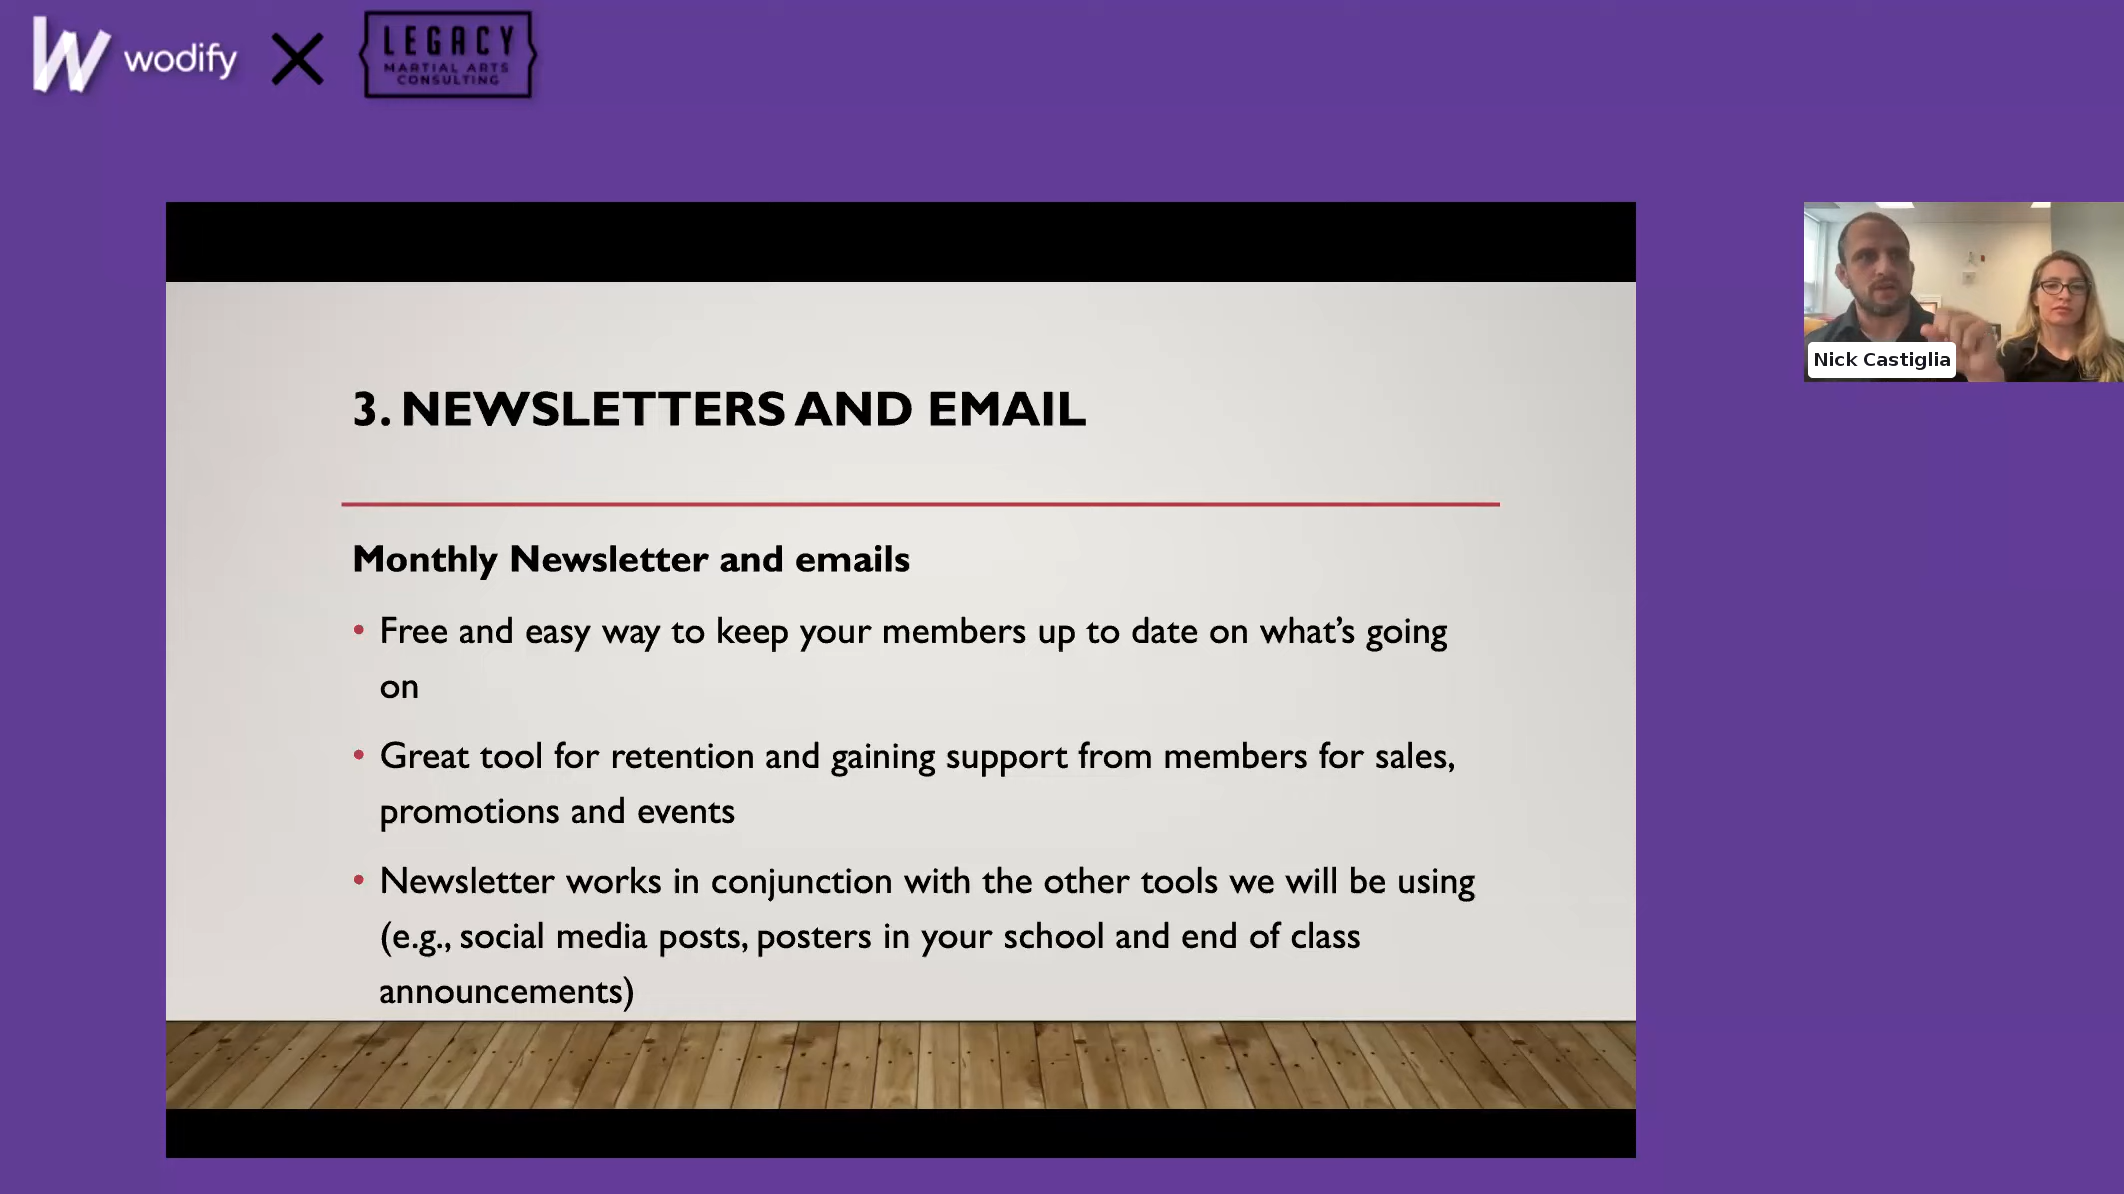 wodify
LEGACY
MARTIAL ARTS
CONSULTING
Nick Castiglia
3. NEWSLETTERS AND EMAIL
Monthly Newsletter and emails
• Free and easy way to keep your members up to date on what’s going
on
• Great tool for retention and gaining support from members for sales,
promotions and events
• Newsletter works in conjunction with the other tools we will be using
(e.g., social media posts, posters in your school and end of class
announcements)